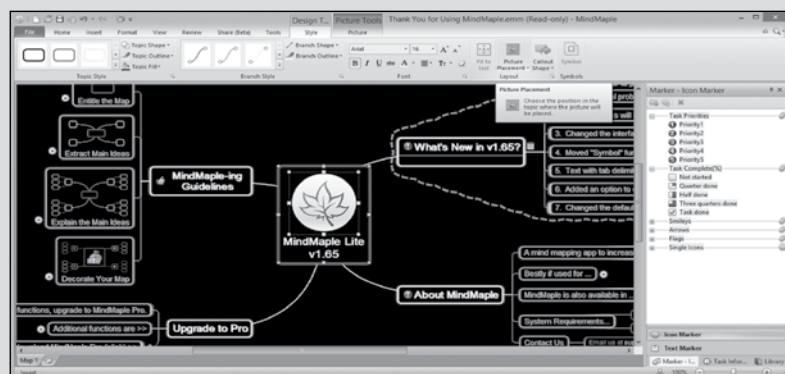 Design T... Picture Tools Thank You for Using MindMaple.emm (Read-only) - MindMaple
File Home Insert Format View Review Share (Beta) Tools Style Picture
Topic Shape
Topic Outline
Topic Fill
Topic Style
Branch Shape
Branch Outline
Branch Style
Arial 16
B I U abc A
Font
Fit to text
Picture Placement
Callout Shape
Symbol
Layout
Symbols
Picture Placement
Choose the position in the
topic where the picture will
be placed.
Entitle the Map
Extract Main Ideas
Explain the Main Ideas
Decorate Your Map
MindMaple-ing
Guidelines
MindMaple Lite
v1.65
What's New in v1.65?
3. Changed the interfa
4. Moved "Symbol" fun
5. Text with tab delimi
6. Added an option to
7. Changed the defaul
About MindMaple
A mind mapping app to increas
Bestly if used for ...
MindMaple is also available in ...
System Requirements...
Contact Us
Upgrade to Pro
functions, upgrade to MindMaple Pro.
Additional functions are >>
Marker - Icon Marker
Task Priorities
Priority1
Priority2
Priority3
Priority4
Priority5
Task Complete(%)
Not started
Quarter done
Half done
Three quarters done
Task done
Smileys
Arrows
Flags
Single Icons
Icon Marker
Text Marker
Marker - I... Task Infor... Library
Map 1
100%